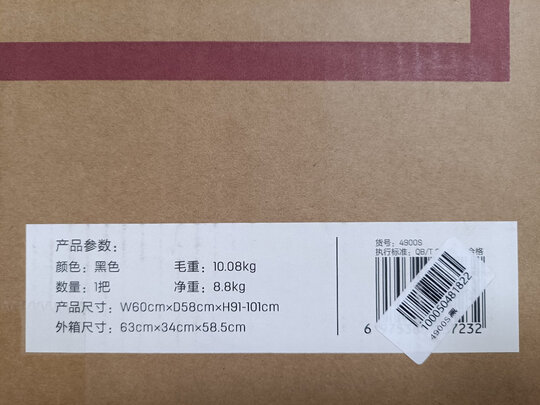 产品参数：
颜色：黑色 毛重：10.08kg
数量：1把 净重：8.8kg
产品尺寸：W60cm×D58cm×H91-101cm
外箱尺寸：63cm×34cm×58.5cm
货号：4900S
执行标准：QB/T 合格
7232
100050481822
4900S 黑